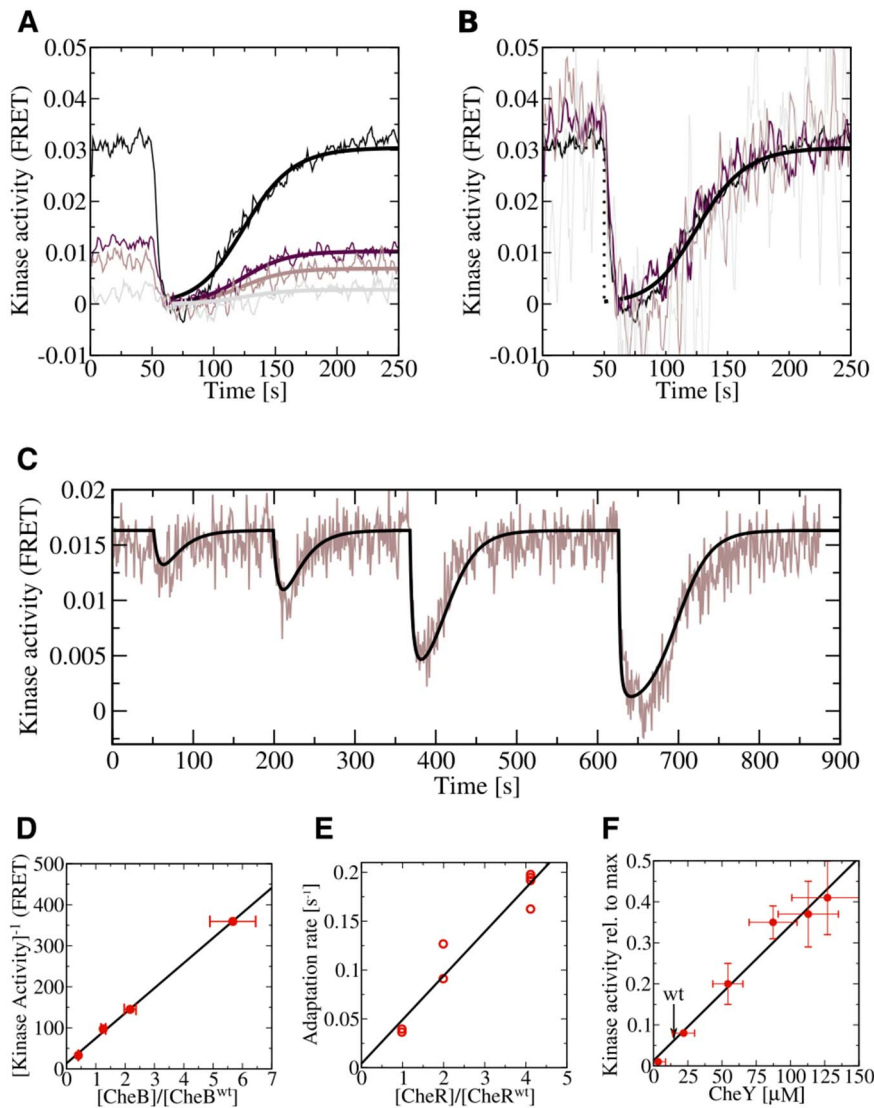 A
0.05
0.04
0.03
0.02
0.01
0
-0.01
Kinase activity (FRET)
0 50 100 150 200 250
Time [s]
B
0.05
0.04
0.03
0.02
0.01
0
-0.01
Kinase activity (FRET)
0 50 100 150 200 250
Time [s]
C
0.02
0.015
0.01
0.005
0
Kinase activity (FRET)
0 100 200 300 400 500 600 700 800 900
Time [s]
D
500
400
300
200
100
0
[Kinase Activity]⁻¹ (FRET)
0 1 2 3 4 5 6 7
[CheB]/[CheBʷᵗ]
E
0.2
0.15
0.1
0.05
0
Adaptation rate [s⁻¹]
0 1 2 3 4 5
[CheR]/[CheRʷᵗ]
F
0.5
0.4
0.3
0.2
0.1
0
Kinase activity rel. to max
wt
0 25 50 75 100 125 150
CheY [µM]